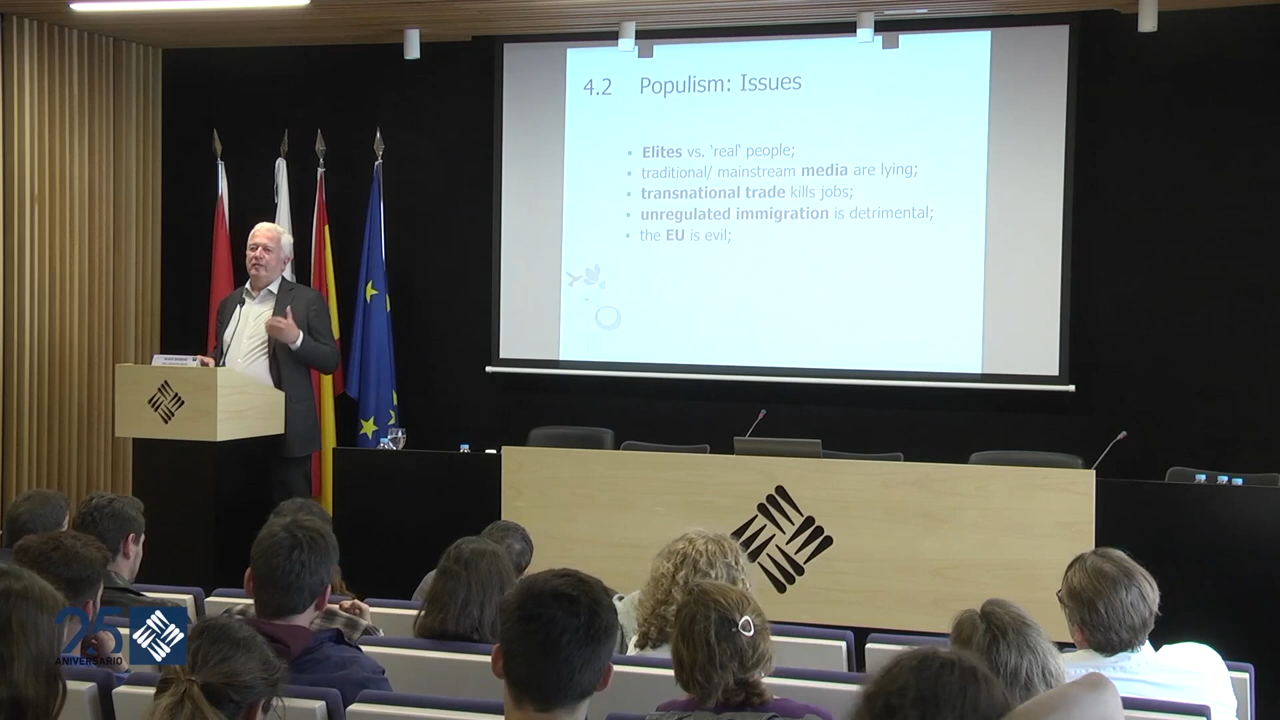 4.2 Populism: Issues
▪ Elites vs. 'real' people;
▪ traditional/ mainstream media are lying;
▪ transnational trade kills jobs;
▪ unregulated immigration is detrimental;
▪ the EU is evil;
25
ANIVERSARIO